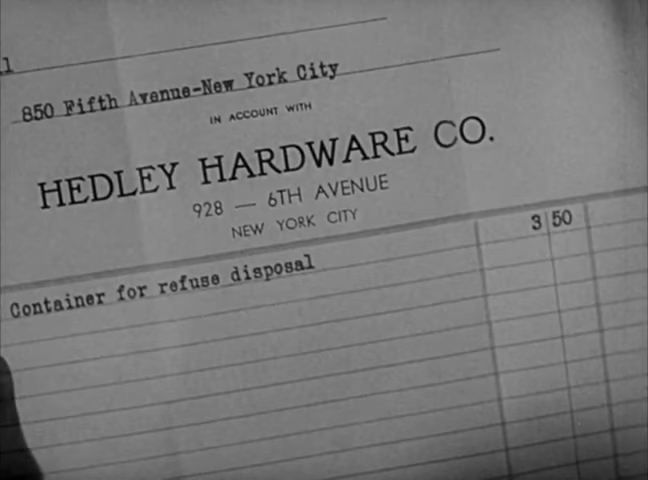 850 Fifth Avenue-New York City
IN ACCOUNT WITH
HEDLEY HARDWARE CO.
928 — 6TH AVENUE
NEW YORK CITY
Container for refuse disposal 3 50